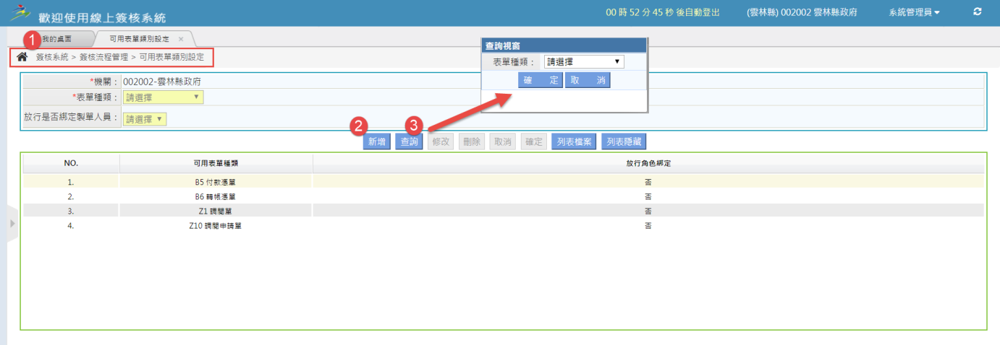 歡迎使用線上簽核系統
00 時 52 分 45 秒 後自動登出
(雲林縣) 002002 雲林縣政府
系統管理員
1
我的桌面
可用表單類別設定 ×
簽核系統 > 簽核流程管理 > 可用表單類別設定
查詢視窗
表單種類： 請選擇
確 定 取 消
*機關： 002002-雲林縣政府
*表單種類： 請選擇
放行是否綁定製單人員： 請選擇
2 3
新增 查詢 修改 刪除 取消 確定 列表檔案 列表隱藏
NO. 可用表單種類 放行角色綁定
1. B5 付款憑單 否
2. B6 轉帳憑單 否
3. Z1 調閱單 否
4. Z10 調閱申請單 否